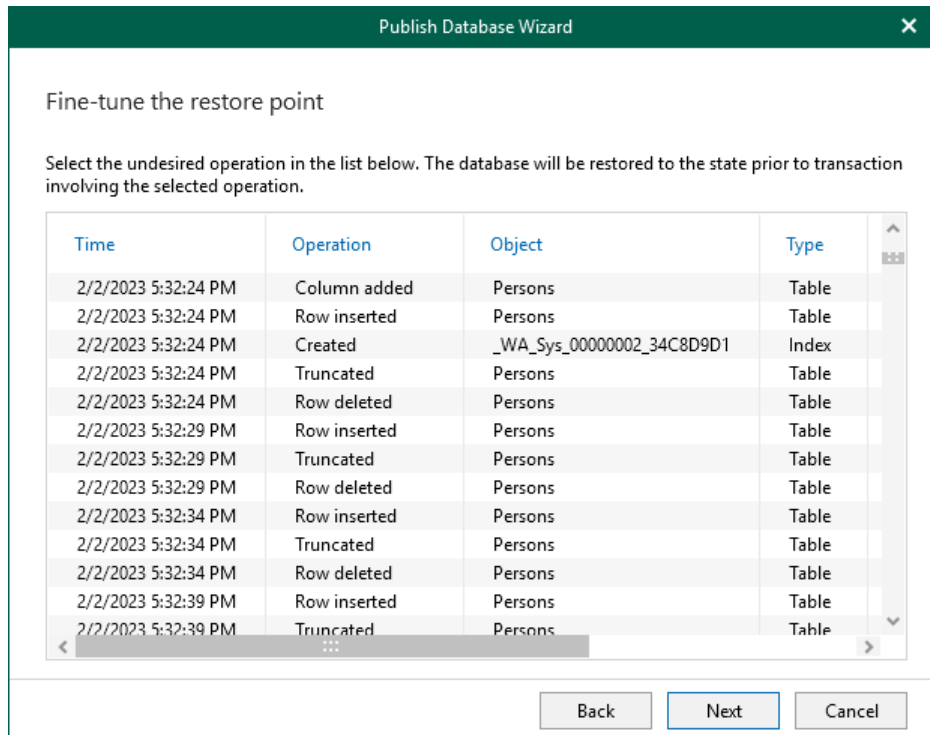 Publish Database Wizard
Fine-tune the restore point
Select the undesired operation in the list below. The database will be restored to the state prior to transaction
involving the selected operation.
Time Operation Object Type
2/2/2023 5:32:24 PM Column added Persons Table
2/2/2023 5:32:24 PM Row inserted Persons Table
2/2/2023 5:32:24 PM Created _WA_Sys_00000002_34C8D9D1 Index
2/2/2023 5:32:24 PM Truncated Persons Table
2/2/2023 5:32:24 PM Row deleted Persons Table
2/2/2023 5:32:29 PM Row inserted Persons Table
2/2/2023 5:32:29 PM Truncated Persons Table
2/2/2023 5:32:29 PM Row deleted Persons Table
2/2/2023 5:32:34 PM Row inserted Persons Table
2/2/2023 5:32:34 PM Truncated Persons Table
2/2/2023 5:32:34 PM Row deleted Persons Table
2/2/2023 5:32:39 PM Row inserted Persons Table
2/2/2023 5:32:39 PM Truncated Persons Table
Back Next Cancel